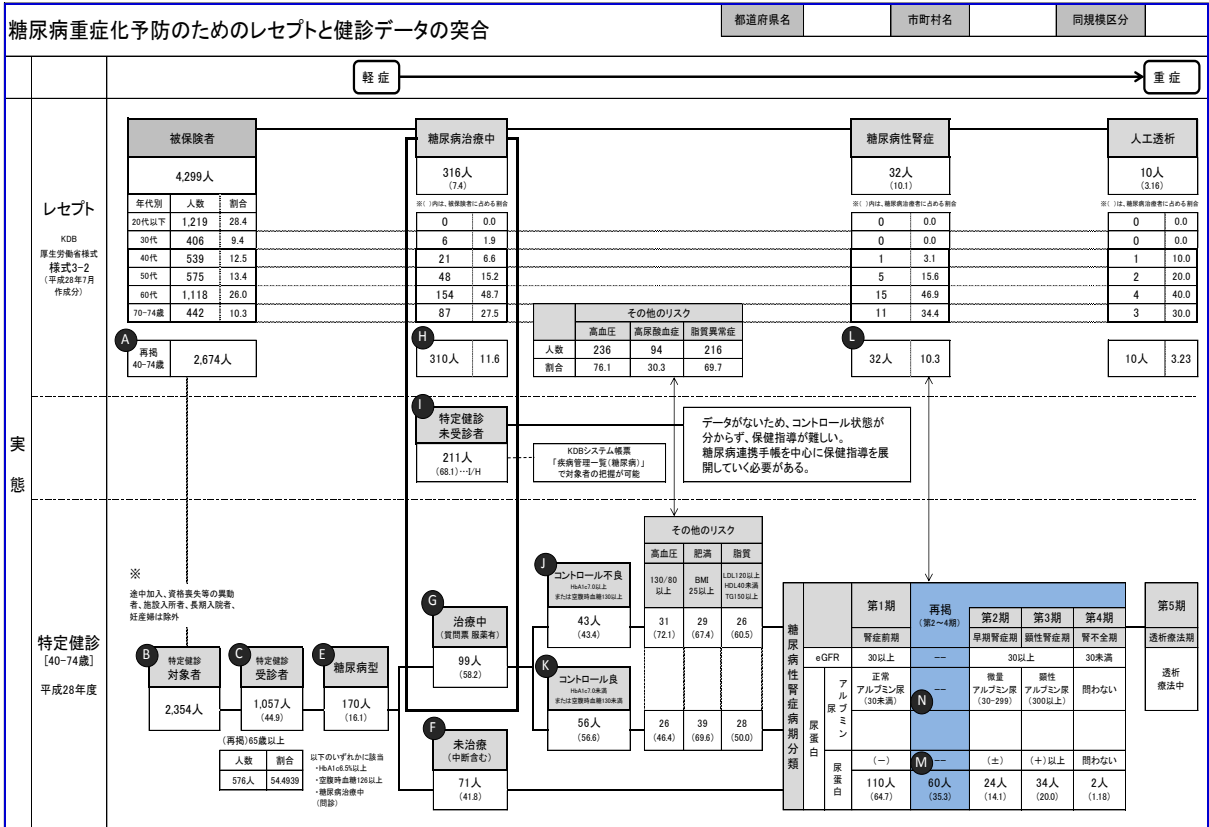 糖尿病重症化予防のためのレセプトと健診データの突合
都道府県名
市町村名
同規模区分
軽症
重症
実態
レセプト
KDB
厚生労働省様式
様式3-2
(平成28年7月
作成分)
被保険者
4,299人
年代別 人数 割合
20代以下 1,219 28.4
30代 406 9.4
40代 539 12.5
50代 575 13.4
60代 1,118 26.0
70-74歳 442 10.3
A
再掲
40-74歳
2,674人
糖尿病治療中
316人
(7.4)
※( )内は、被保険者に占める割合
0 0.0
6 1.9
21 6.6
48 15.2
154 48.7
87 27.5
H
310人 11.6
その他のリスク
高血圧 高尿酸血症 脂質異常症
人数 236 94 216
割合 76.1 30.3 69.7
糖尿病性腎症
32人
(10.1)
※( )内は、糖尿病治療者に占める割合
0 0.0
0 0.0
1 3.1
5 15.6
15 46.9
11 34.4
L
32人 10.3
人工透析
10人
(3.16)
※( )は、糖尿病治療者に占める割合
0 0.0
0 0.0
1 10.0
2 20.0
4 40.0
3 30.0
10人 3.23
I
特定健診
未受診者
211人
(68.1)…I/H
KDBシステム帳票
「疾病管理一覧(糖尿病)」
で対象者の把握が可能
データがないため、コントロール状態が
分からず、保健指導が難しい。
糖尿病連携手帳を中心に保健指導を展
開していく必要がある。
特定健診
[40-74歳]
平成28年度
※
途中加入、資格喪失等の異動
者、施設入所者、長期入院者、
妊産婦は除外
B
特定健診
対象者
2,354人
C
特定健診
受診者
1,057人
(44.9)
(再掲)65歳以上
人数 割合
576人 54.4939
E
糖尿病型
170人
(16.1)
以下のいずれかに該当
・HbA1c6.5%以上
・空腹時血糖126以上
・糖尿病治療中
(問診)
G
治療中
(質問票 服薬有)
99人
(58.2)
F
未治療
(中断含む)
71人
(41.8)
J
コントロール不良
HbA1c7.0以上
または空腹時血糖130以上
43人
(43.4)
K
コントロール良
HbA1c7.0未満
または空腹時血糖130未満
56人
(56.6)
その他のリスク
高血圧 肥満 脂質
130/80
以上
BMI
25以上
LDL120以上
HDL40未満
TG150以上
31 29 26
(72.1) (67.4) (60.5)
26 39 28
(46.4) (69.6) (50.0)
糖尿病性腎症病期分類
第1期
再掲
(第2~4期)
第2期 第3期 第4期
第5期
腎症前期 早期腎症期 顕性腎症期 腎不全期 透析療法期
eGFR 30以上 -- 30以上 30未満
尿蛋白
尿アルブミン
正常
アルブミン尿
(30未満)
N
--
微量
アルブミン尿
(30-299)
顕性
アルブミン尿
(300以上)
問わない
透析
療法中
尿蛋白
(-) M -- (±) (+)以上 問わない
110人 60人 24人 34人 2人
(64.7) (35.3) (14.1) (20.0) (1.18)